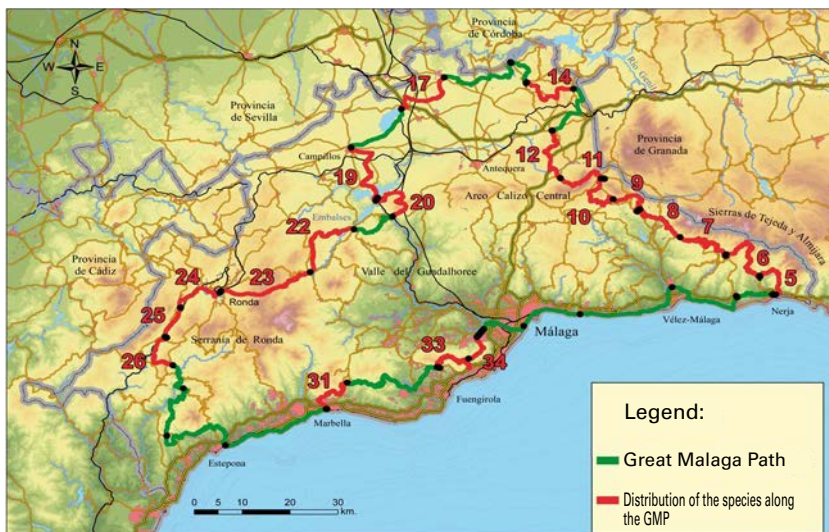 Provincia
de Córdoba
N
W E
S
17
14
Río Genil
Provincia
de Sevilla
Provincia
de Granada
Campillos
12
11
Antequera
19
9
Arco Calizo Central
20
10
Sierras de Tejeda y Almijara
Embalses
8
22
7
Provincia
de Cádiz
Valle del Guadalhorce
6
24
23
5
Ronda
Nerja
25
Vélez-Málaga
Málaga
Serranía de Ronda
33
26
34
31
Fuengirola
Marbella
Estepona
0 5 10 20 30
km.
Legend:
Great Malaga Path
Distribution of the species along
the GMP